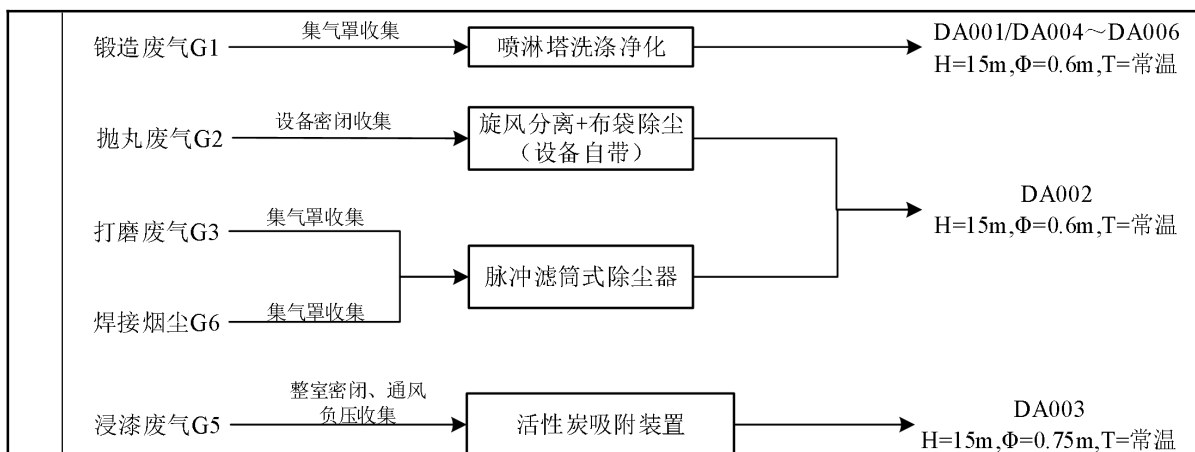 锻造废气G1
集气罩收集
喷淋塔洗涤净化
DA001/DA004～DA006
H=15m,Φ=0.6m,T=常温
抛丸废气G2
设备密闭收集
旋风分离+布袋除尘
（设备自带）
DA002
H=15m,Φ=0.6m,T=常温
打磨废气G3
集气罩收集
脉冲滤筒式除尘器
焊接烟尘G6
集气罩收集
浸漆废气G5
整室密闭、通风
负压收集
活性炭吸附装置
DA003
H=15m,Φ=0.75m,T=常温